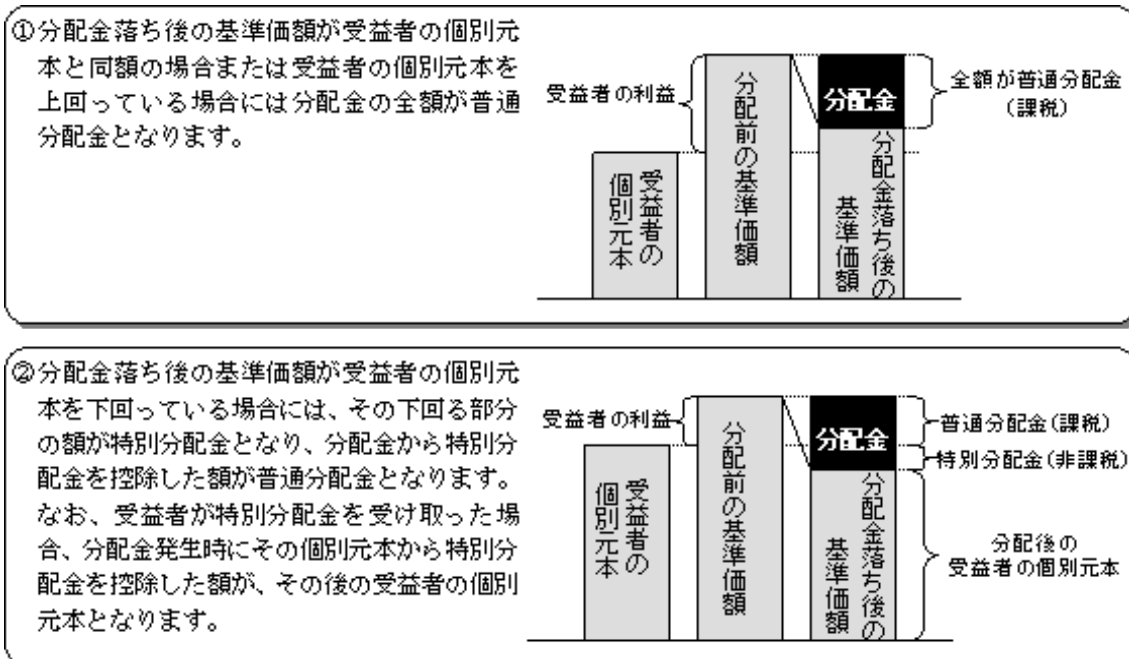 ①分配金落ち後の基準価額が受益者の個別元
本と同額の場合または受益者の個別元本を
上回っている場合には分配金の全額が普通
分配金となります。
受益者の利益
受益者の
個別元本
分配前の基準価額
分配金
分配金落ち後の
基準価額
全額が普通分配金
(課税)
②分配金落ち後の基準価額が受益者の個別元
本を下回っている場合には、その下回る部分
の額が特別分配金となり、分配金から特別分
配金を控除した額が普通分配金となります。
なお、受益者が特別分配金を受け取った場
合、分配金発生時にその個別元本から特別分
配金を控除した額が、その後の受益者の個別
元本となります。
受益者の利益
受益者の
個別元本
分配前の基準価額
分配金
分配金落ち後の
基準価額
普通分配金(課税)
特別分配金(非課税)
分配後の
受益者の個別元本